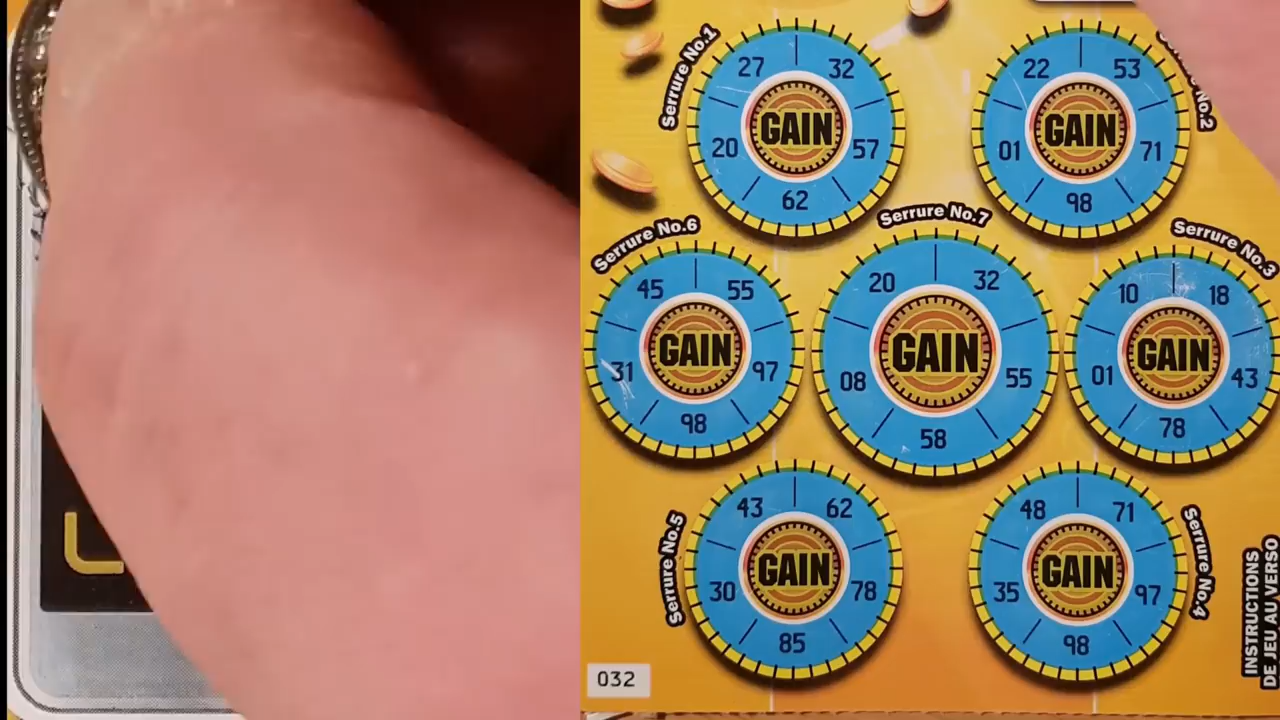 Serrure No.1
27 32
20 GAIN 57
62
22 53
01 GAIN 71
98
No.2
Serrure No.6
45 55
31 GAIN 97
98
Serrure No.7
20 32
GAIN
08 55
58
Serrure No.3
10 18
GAIN
01 43
78
Serrure No.5
43 62
GAIN
30 78
85
48 71
GAIN
35 97
98
Serrure No.4
032
INSTRUCTIONS
DE JEU AU VERSO